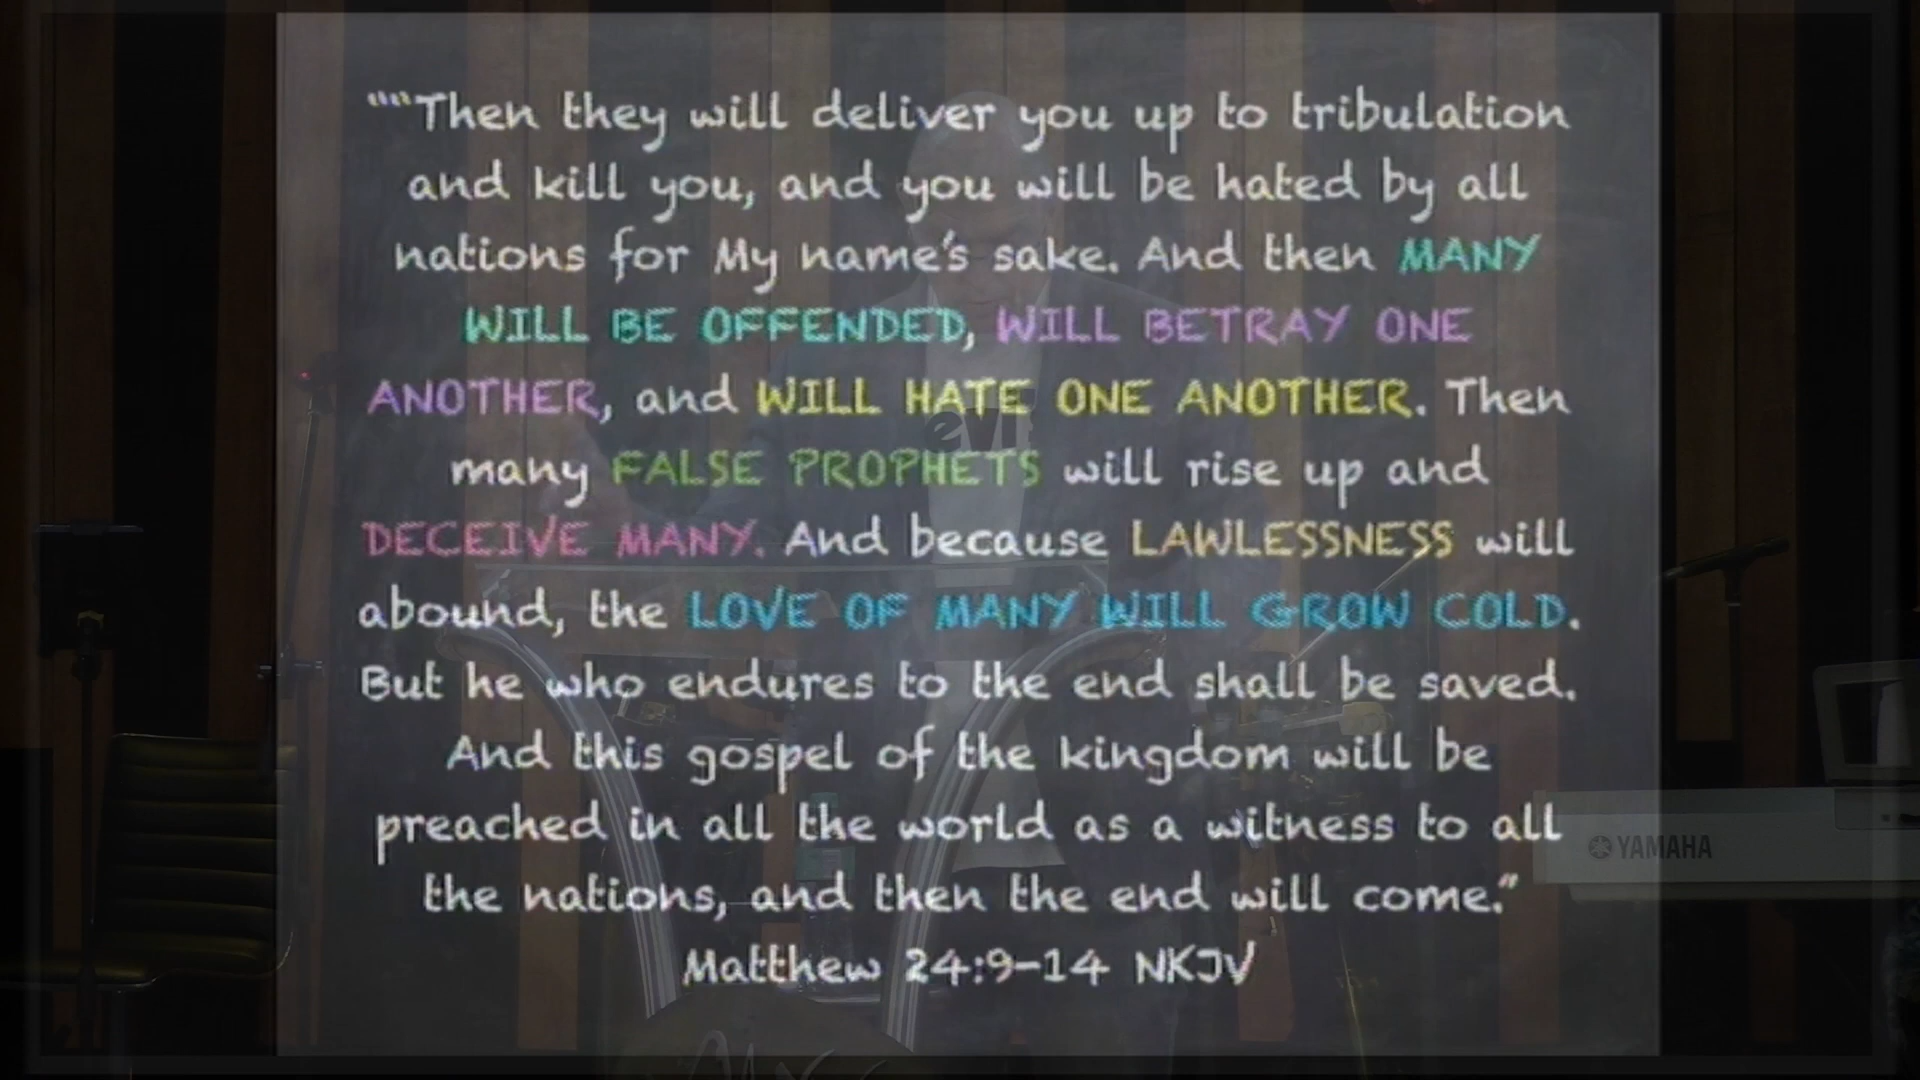 ""Then they will deliver you up to tribulation
and kill you, and you will be hated by all
nations for My name's sake. And then MANY
WILL BE OFFENDED, WILL BETRAY ONE
ANOTHER, and WILL HATE ONE ANOTHER. Then
many FALSE PROPHETS will rise up and
DECEIVE MANY. And because LAWLESSNESS will
abound, the LOVE OF MANY WILL GROW COLD.
But he who endures to the end shall be saved.
And this gospel of the kingdom will be
preached in all the world as a witness to all
the nations, and then the end will come."
Matthew 24:9-14 NKJV
YAMAHA